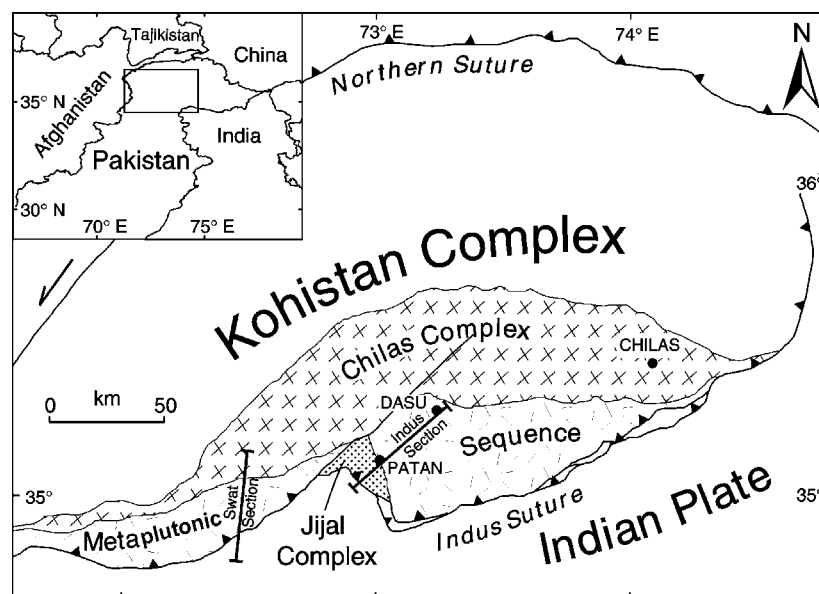 73° E
74° E
N
Tajikistan
China
35° N
Afghanistan
India
Pakistan
30° N
70° E
75° E
Northern Suture
36°
Kohistan Complex
Chilas Complex
CHILAS
km
0
50
DASU
Indus
Section
Sequence
PATAN
35°
35°
Swat
Section
Metaplutonic
Jijal
Complex
Indus Suture
Indian Plate